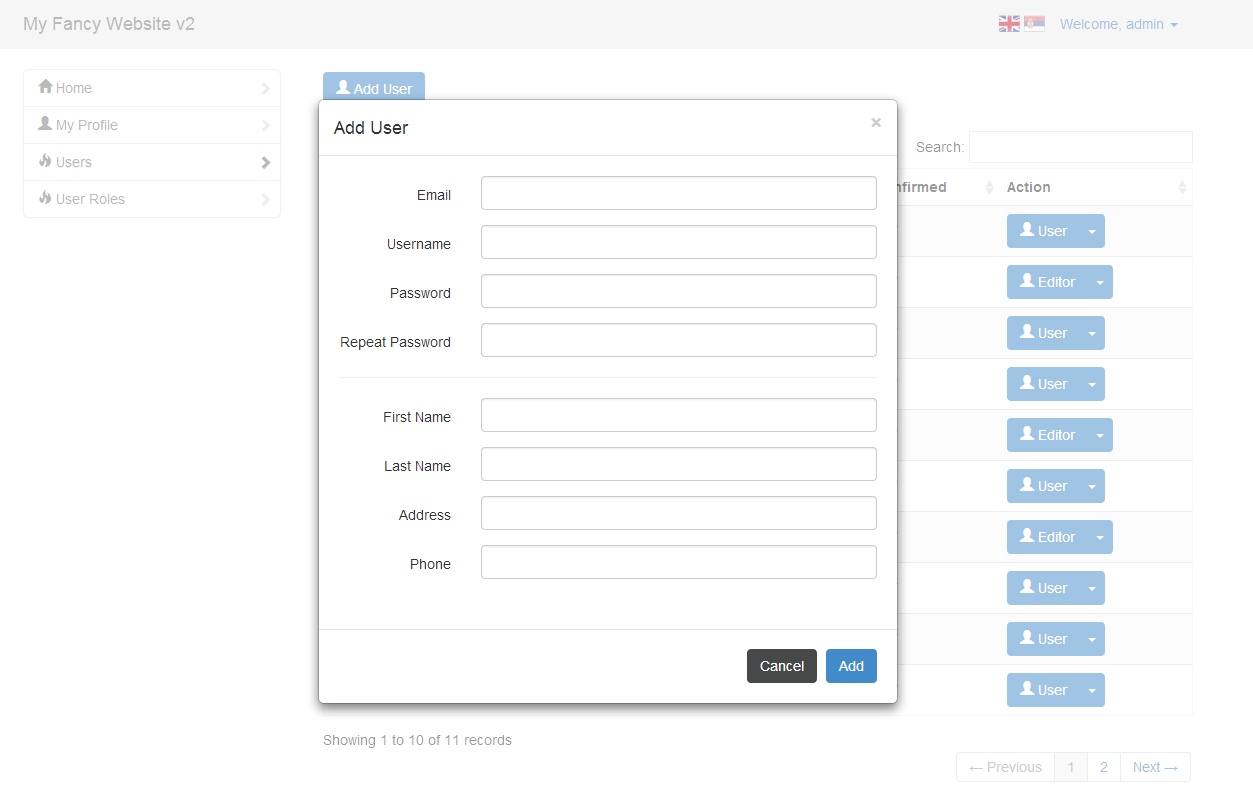 My Fancy Website v2
Welcome, admin
Home
My Profile
Users
User Roles
Add User
Search:
nfirmed Action
Add User
×
Email
Username
Password
Repeat Password
First Name
Last Name
Address
Phone
Cancel Add
User
Editor
User
User
Editor
User
Editor
User
User
User
Showing 1 to 10 of 11 records
← Previous 1 2 Next →